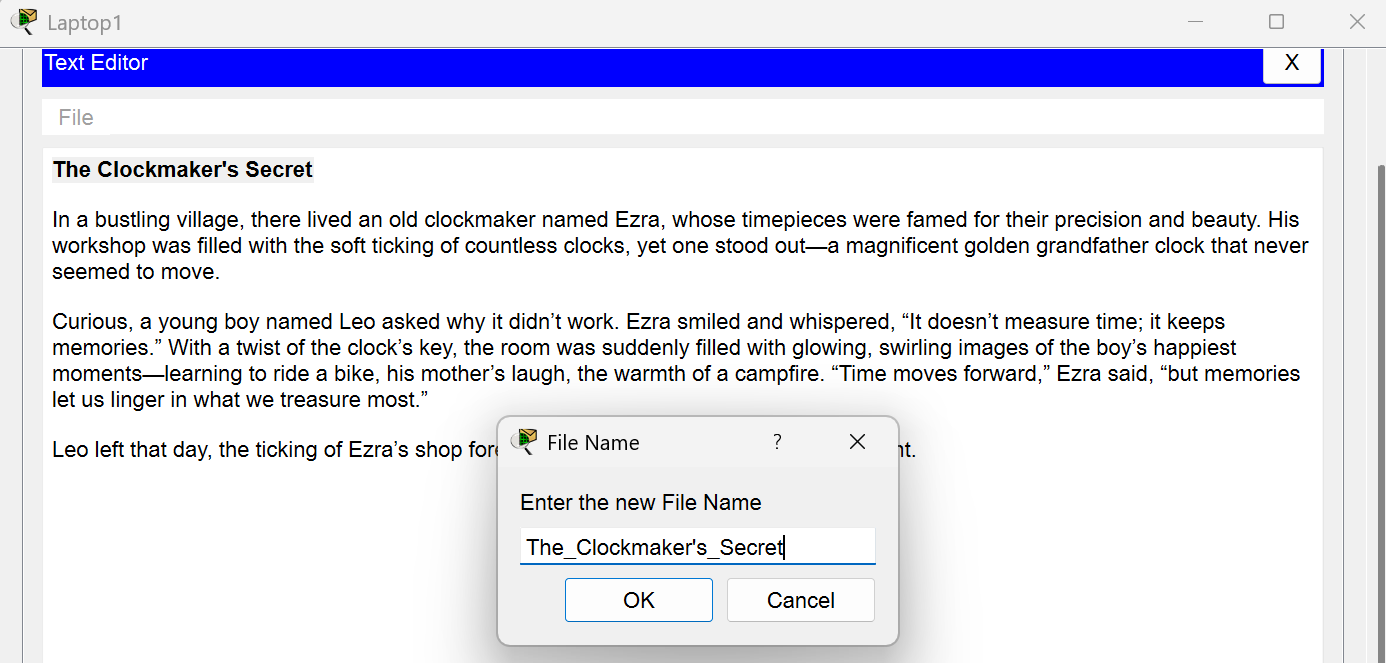 Laptop1
Text Editor
X
File
The Clockmaker's Secret
In a bustling village, there lived an old clockmaker named Ezra, whose timepieces were famed for their precision and beauty. His
workshop was filled with the soft ticking of countless clocks, yet one stood out—a magnificent golden grandfather clock that never
seemed to move.
Curious, a young boy named Leo asked why it didn’t work. Ezra smiled and whispered, “It doesn’t measure time; it keeps
memories.” With a twist of the clock’s key, the room was suddenly filled with glowing, swirling images of the boy’s happiest
moments—learning to ride a bike, his mother’s laugh, the warmth of a campfire. “Time moves forward,” Ezra said, “but memories
let us linger in what we treasure most.”
Leo left that day, the ticking of Ezra’s shop
File Name
?
Enter the new File Name
The_Clockmaker's_Secret
OK
Cancel